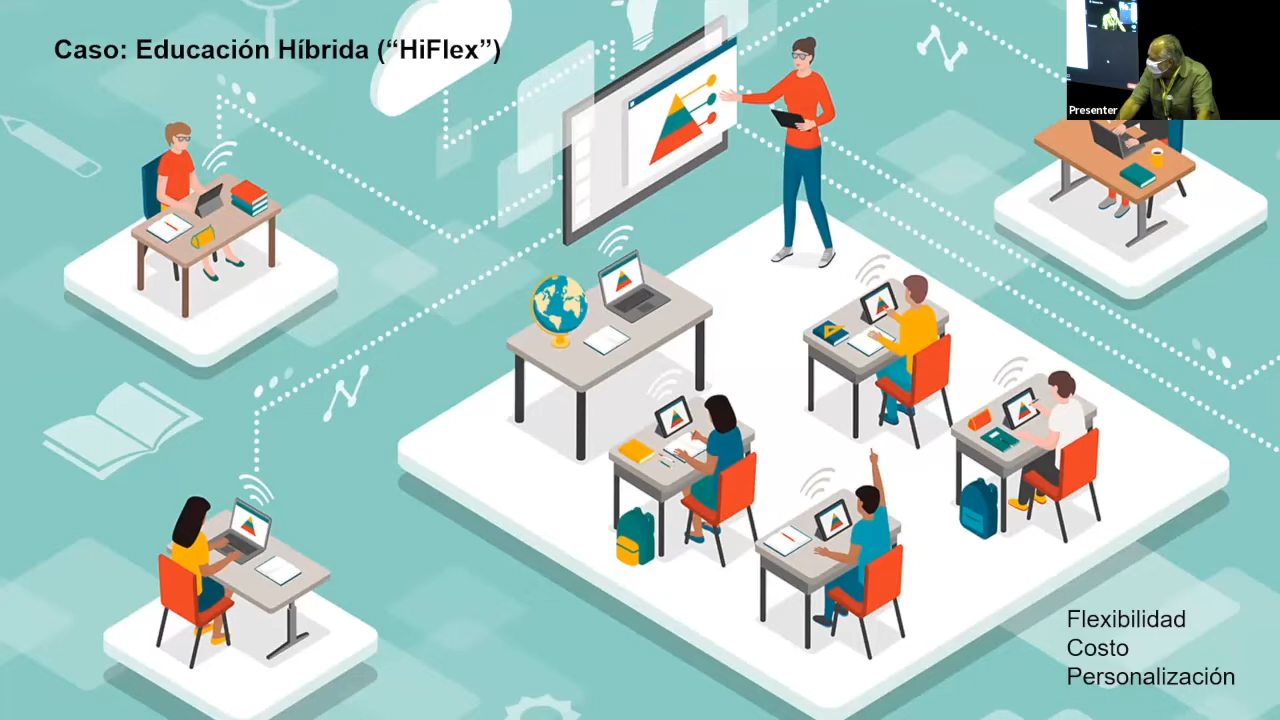 Caso: Educación Híbrida (“HiFlex”)
Presenter
Flexibilidad
Costo
Personalización